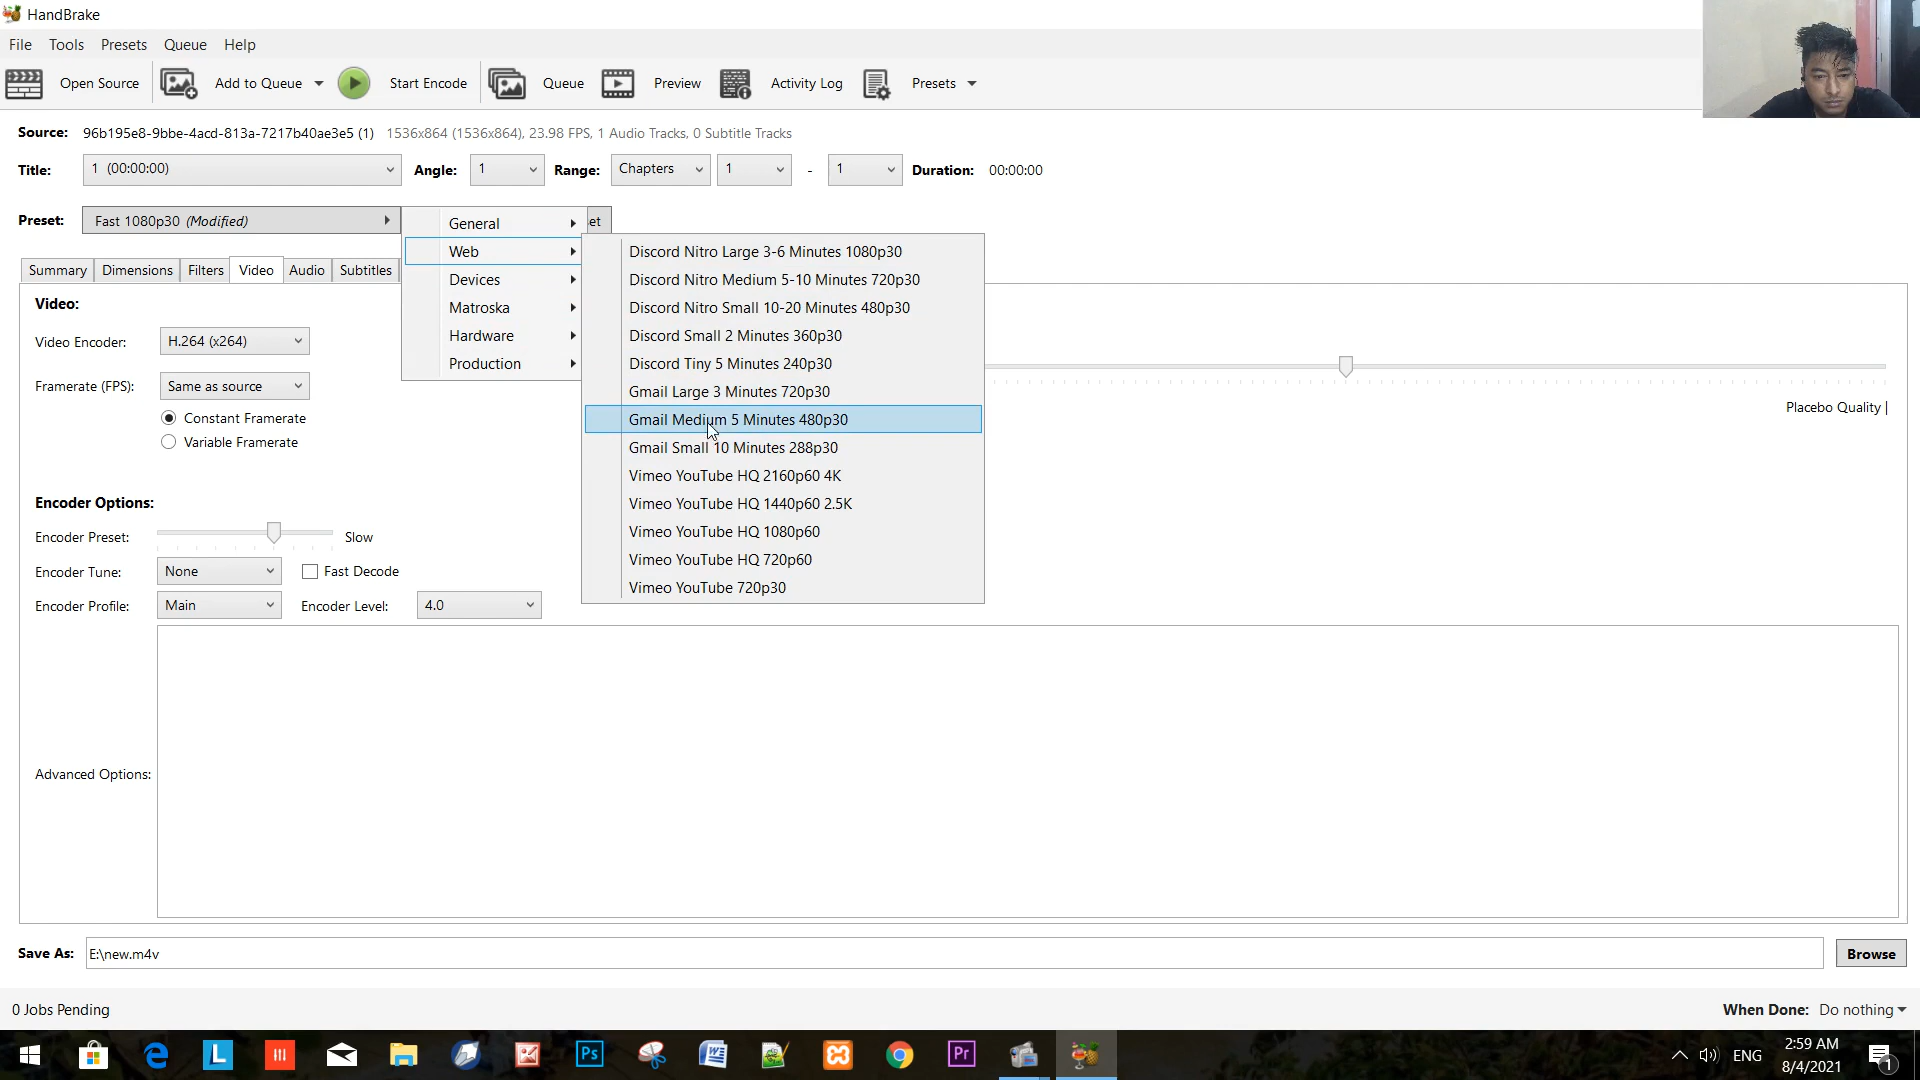 HandBrake
File Tools Presets Queue Help
Open Source Add to Queue Start Encode Queue Preview Activity Log Presets
Source: 96b195e8-9bbe-4acd-813a-7217b40ae3e5 (1) 1536x864 (1536x864), 23.98 FPS, 1 Audio Tracks, 0 Subtitle Tracks
Title: 1 (00:00:00) Angle: 1 Range: Chapters 1 - 1 Duration: 00:00:00
Preset: Fast 1080p30 (Modified) et
General
Web
Devices
Matroska
Hardware
Production
Discord Nitro Large 3-6 Minutes 1080p30
Discord Nitro Medium 5-10 Minutes 720p30
Discord Nitro Small 10-20 Minutes 480p30
Discord Small 2 Minutes 360p30
Discord Tiny 5 Minutes 240p30
Gmail Large 3 Minutes 720p30
Gmail Medium 5 Minutes 480p30
Gmail Small 10 Minutes 288p30
Vimeo YouTube HQ 2160p60 4K
Vimeo YouTube HQ 1440p60 2.5K
Vimeo YouTube HQ 1080p60
Vimeo YouTube HQ 720p60
Vimeo YouTube 720p30
Summary Dimensions Filters Video Audio Subtitles
Video:
Video Encoder: H.264 (x264)
Framerate (FPS): Same as source
Constant Framerate
Variable Framerate
Placebo Quality |
Encoder Options:
Encoder Preset: Slow
Encoder Tune: None Fast Decode
Encoder Profile: Main Encoder Level: 4.0
Advanced Options:
Save As: E:\new.m4v Browse
0 Jobs Pending When Done: Do nothing
L Ps W Pr ENG
2:59 AM
8/4/2021
1